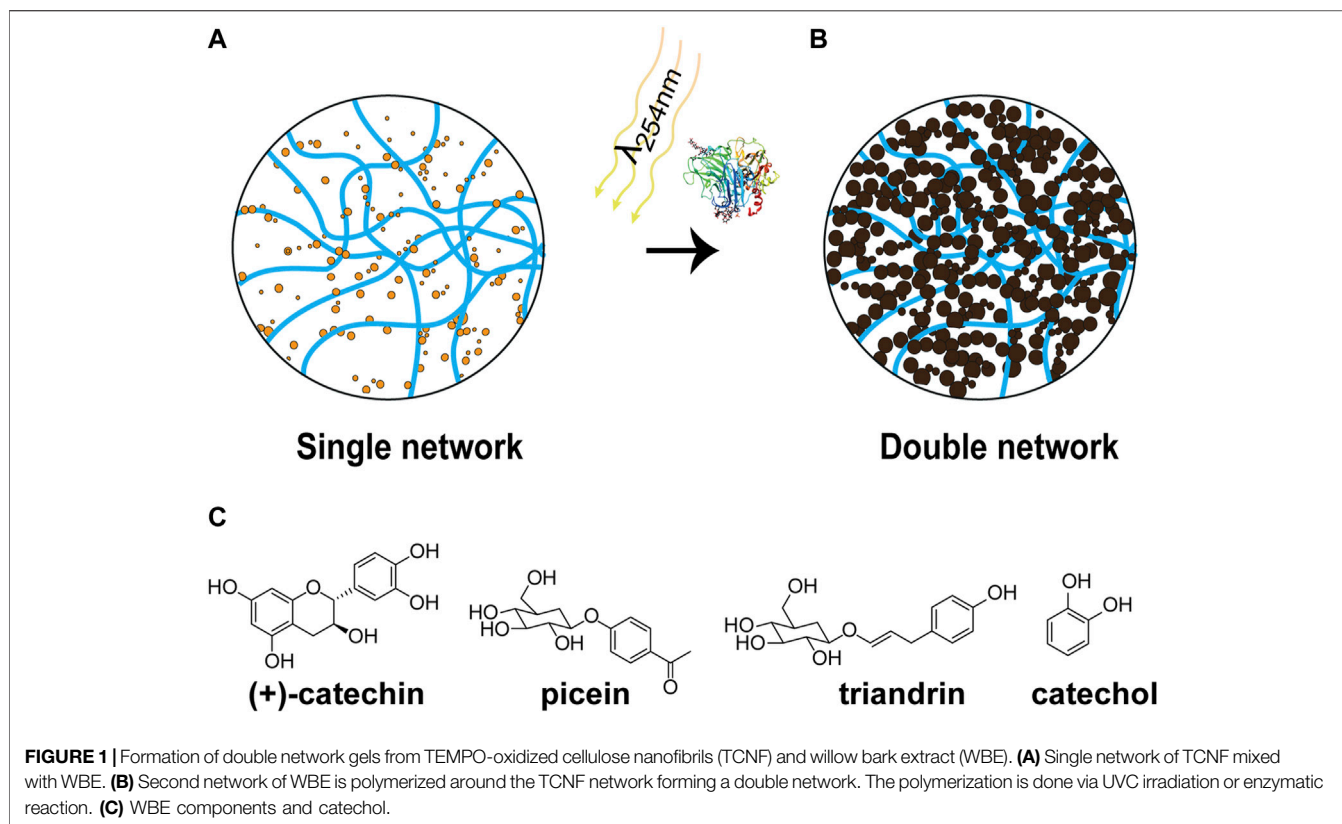 A
B
λ254nm
Single network
Double network
C
OH
HO
O
OH
OH
OH
(+)-catechin
OH
HO
HO
OH
O
O
picein
OH
HO
HO
OH
O
OH
triandrin
OH
OH
catechol
FIGURE 1 | Formation of double network gels from TEMPO-oxidized cellulose nanofibrils (TCNF) and willow bark extract (WBE). (A) Single network of TCNF mixed
with WBE. (B) Second network of WBE is polymerized around the TCNF network forming a double network. The polymerization is done via UVC irradiation or enzymatic
reaction. (C) WBE components and catechol.